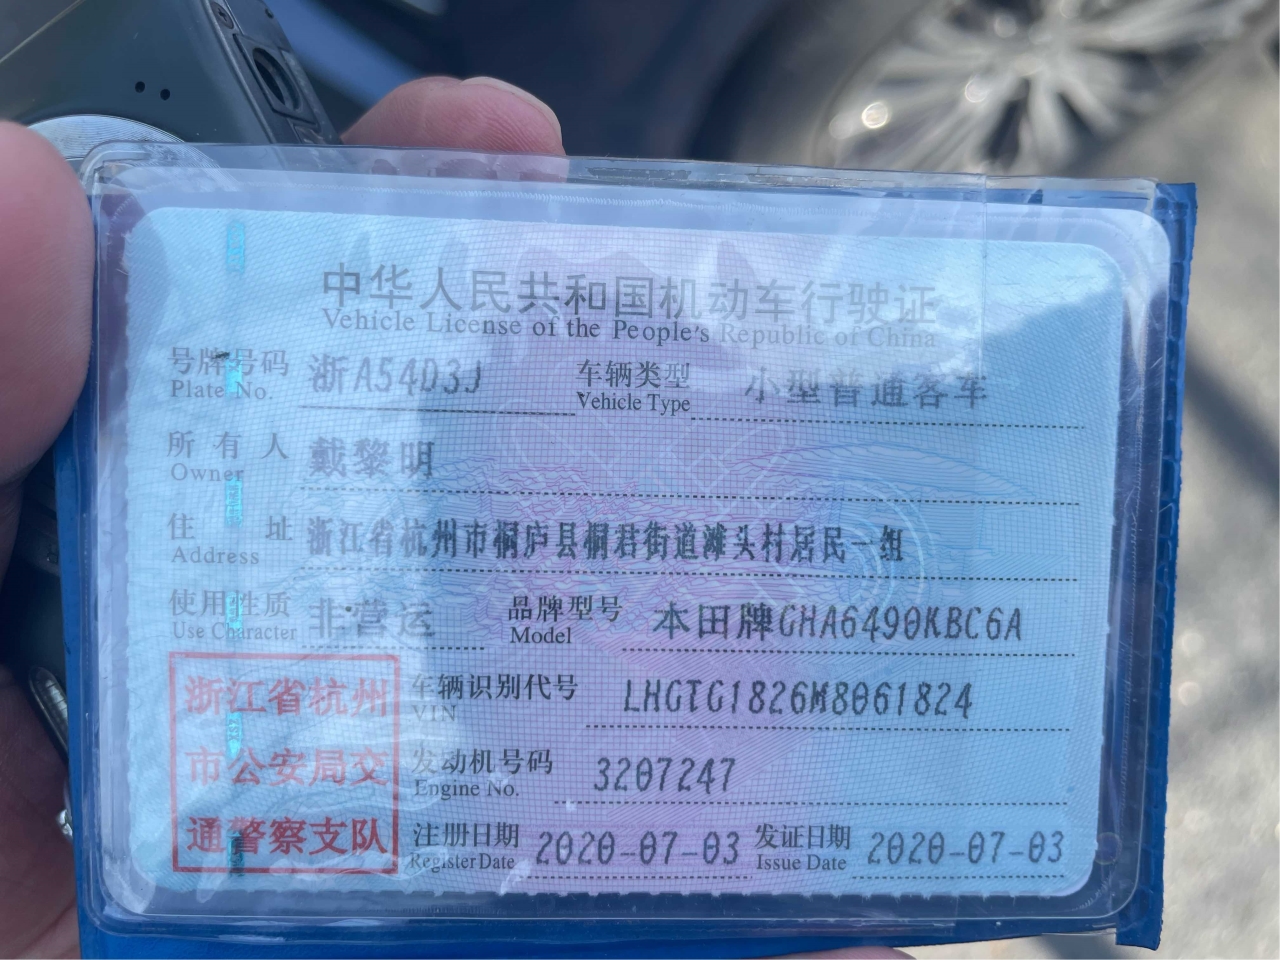 中华人民共和国机动车行驶证
Vehicle License of the People's Republic of China
号牌号码 浙A54D3J 车辆类型 小型普通客车
Plate No. Vehicle Type
所有人 戴黎明
Owner
住址 浙江省杭州市桐庐县桐君街道滩头村居民一组
Address
使用性质 非营运 品牌型号 本田牌GHA6490KBC6A
Use Character Model
浙江省杭州
市公安局交
通警察支队
车辆识别代号 LHGTG1826M8061824
VIN
发动机号码 3207247
Engine No.
注册日期 2020-07-03 发证日期 2020-07-03
Register Date Issue Date